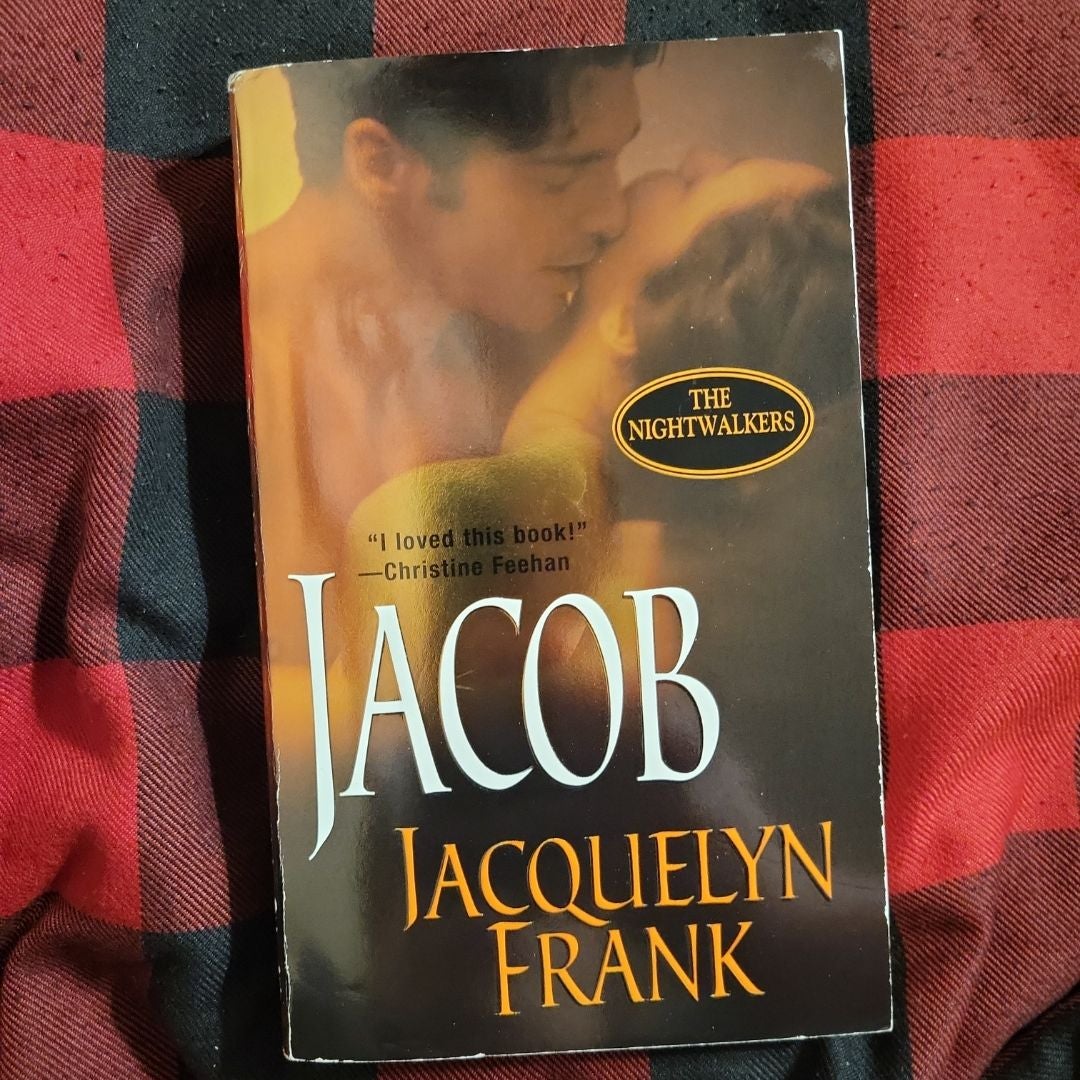 THE
NIGHTWALKERS
“I loved this book!”
—Christine Feehan
JACOB
JACQUELYN
FRANK